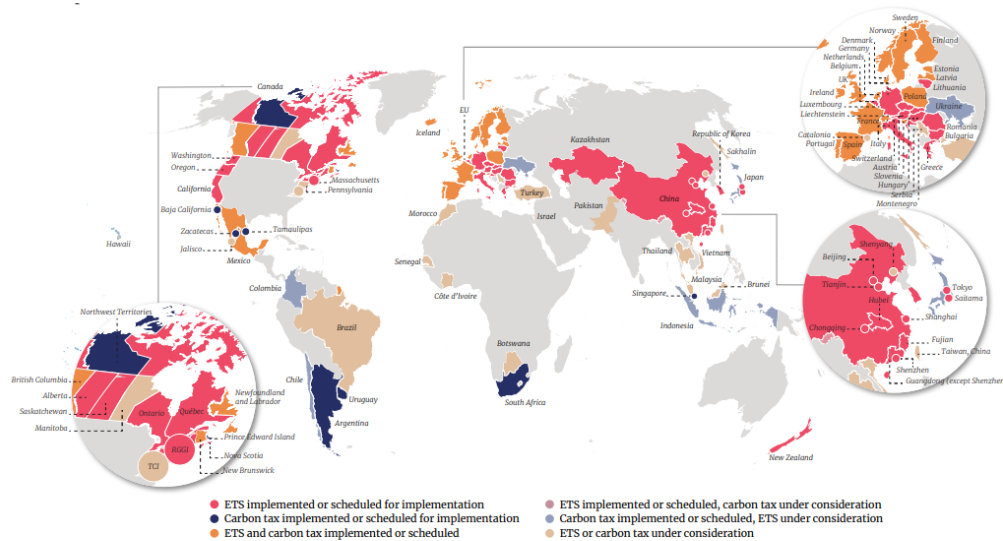 Canada
Washington
Oregon
California
Baja California
Zacatecas
Jalisco
Mexico
Hawaii
Massachusetts
Pennsylvania
Tamaulipas
Colombia
Brazil
Chile
Uruguay
Argentina
Iceland
EU
Morocco
Senegal
Côte d"Ivoire
Botswana
South Africa
Turkey
Israel
Kazakhstan
Pakistan
China
Republic of Korea
Sakhalin
Japan
Thailand
Vietnam
Malaysia
Brunei
Singapore
Indonesia
New Zealand
Sweden
Norway
Denmark
Germany
Netherlands
Belgium
UK
Ireland
Luxembourg
Liechtenstein
France
Catalonia
Portugal
Spain
Italy
Switzerland
Austria
Slovenia
Hungary
Serbia
Montenegro
Greece
Finland
Estonia
Latvia
Lithuania
Poland
Ukraine
Romania
Bulgaria
Beijing
Shenyang
Tianjin
Hubei
Chongqing
Tokyo
Saitama
Shanghai
Fujian
Taiwan, China
Shenzhen
Guangdong (except Shenzhen
Northwest Territories
British Columbia
Alberta
Saskatchewan
Manitoba
Ontario
Québec
Newfoundland
and Labrador
Prince Edward Island
Nova Scotia
New Brunswick
RGGI
TCI
ETS implemented or scheduled for implementation
Carbon tax implemented or scheduled for implementation
ETS and carbon tax implemented or scheduled
ETS implemented or scheduled, carbon tax under consideration
Carbon tax implemented or scheduled, ETS under consideration
ETS or carbon tax under consideration